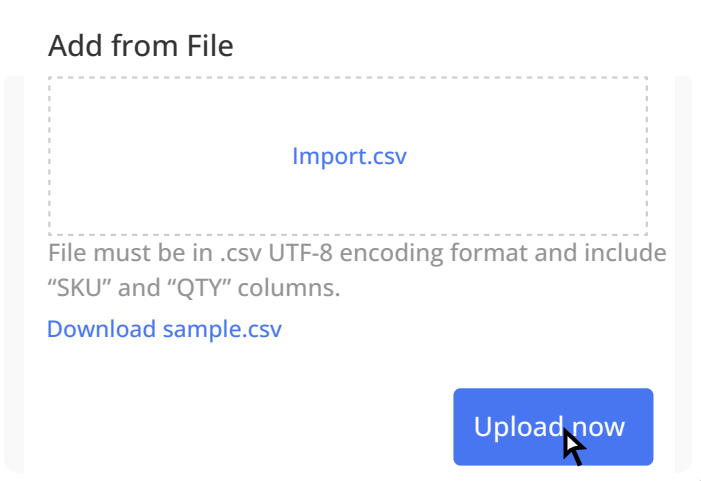 Add from File
Import.csv
File must be in .csv UTF-8 encoding format and include
“SKU” and “QTY” columns.
Download sample.csv
Upload now